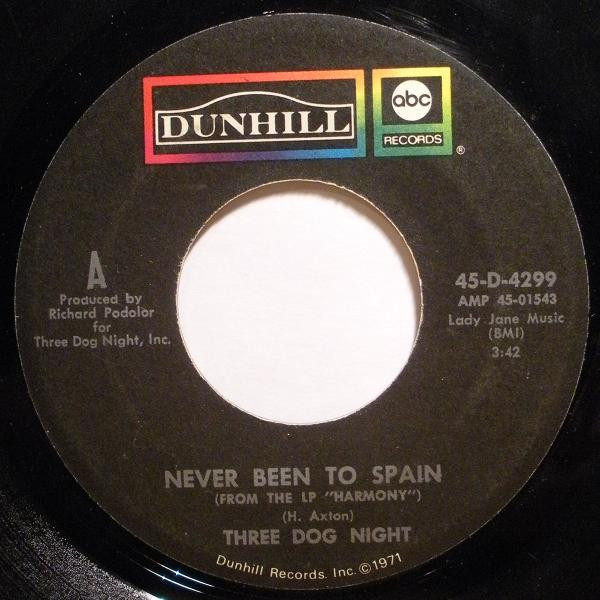 DUNHILL
abc
RECORDS
®
A
Produced by
Richard Podolor
for
Three Dog Night, Inc.
45-D-4299
AMP 45-01543
Lady Jane Music
(BMI)
3:42
NEVER BEEN TO SPAIN
(FROM THE LP "HARMONY")
(H. Axton)
THREE DOG NIGHT
Dunhill Records, Inc. ©1971